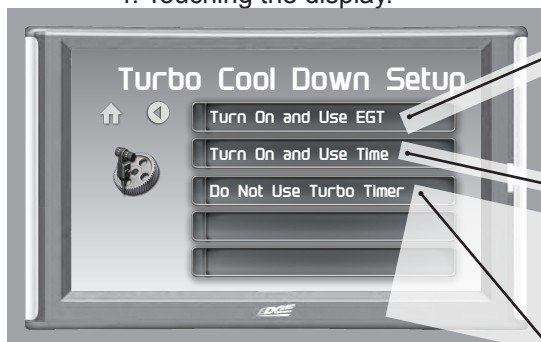 1. Touching the display.
Turbo Cool Down Setup
Turn On and Use EGT
Turn On and Use Time
Do Not Use Turbo Timer
EDGE